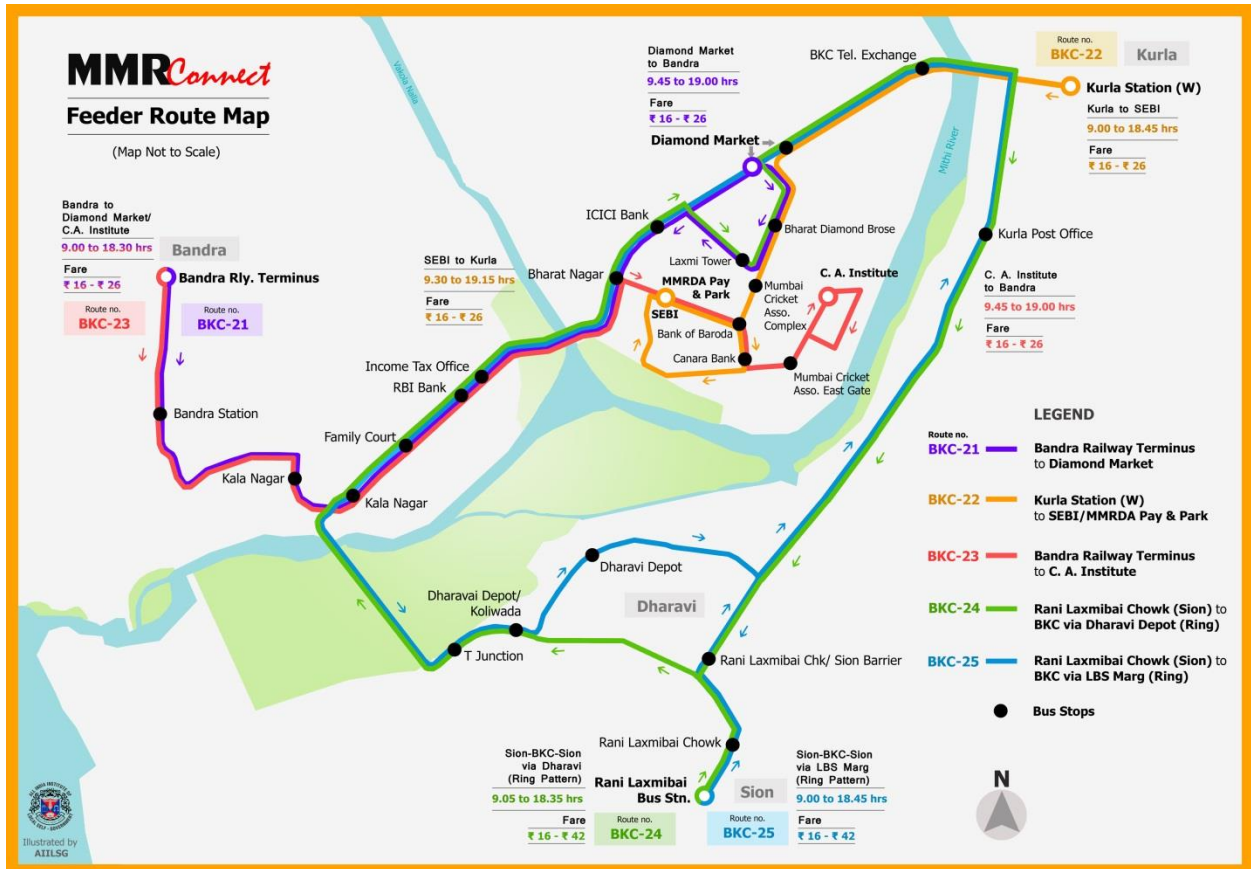 MMRConnect
Feeder Route Map
(Map Not to Scale)
Bandra to
Diamond Market/
C.A. Institute
9.00 to 18.30 hrs
Fare
₹ 16 - ₹ 26
Bandra
Bandra Rly. Terminus
Route no.
BKC-23
Route no.
BKC-21
Bandra Station
Kala Nagar
Kala Nagar
Family Court
RBI Bank
Income Tax Office
SEBI to Kurla
9.30 to 19.15 hrs
Fare
₹ 16 - ₹ 26
Bharat Nagar
ICICI Bank
Vakola Nalla
Diamond Market
to Bandra
9.45 to 19.00 hrs
Fare
₹ 16 - ₹ 26
Diamond Market
BKC Tel. Exchange
Mithi River
Route no.
BKC-22
Kurla
Kurla Station (W)
Kurla to SEBI
9.00 to 18.45 hrs
Fare
₹ 16 - ₹ 26
Bharat Diamond Brose
Laxmi Tower
MMRDA Pay
& Park
SEBI
Mumbai
Cricket
Asso.
Complex
Bank of Baroda
Canara Bank
C. A. Institute
Mumbai Cricket
Asso. East Gate
Kurla Post Office
C. A. Institute
to Bandra
9.45 to 19.00 hrs
Fare
₹ 16 - ₹ 26
Dharavi Depot
Dharavi
Dharavai Depot/
Koliwada
T Junction
Rani Laxmibai Chk/ Sion Barrier
Rani Laxmibai Chowk
Rani Laxmibai
Bus Stn.
Sion
Sion-BKC-Sion
via Dharavi
(Ring Pattern)
9.05 to 18.35 hrs
Fare
₹ 16 - ₹ 42
Route no.
BKC-24
Route no.
BKC-25
Sion-BKC-Sion
via LBS Marg
(Ring Pattern)
9.00 to 18.45 hrs
Fare
₹ 16 - ₹ 42
LEGEND
Route no.
BKC-21
Bandra Railway Terminus
to Diamond Market
BKC-22
Kurla Station (W)
to SEBI/MMRDA Pay & Park
BKC-23
Bandra Railway Terminus
to C. A. Institute
BKC-24
Rani Laxmibai Chowk (Sion) to
BKC via Dharavi Depot (Ring)
BKC-25
Rani Laxmibai Chowk (Sion) to
BKC via LBS Marg (Ring)
Bus Stops
N
Illustrated by
AIILSG